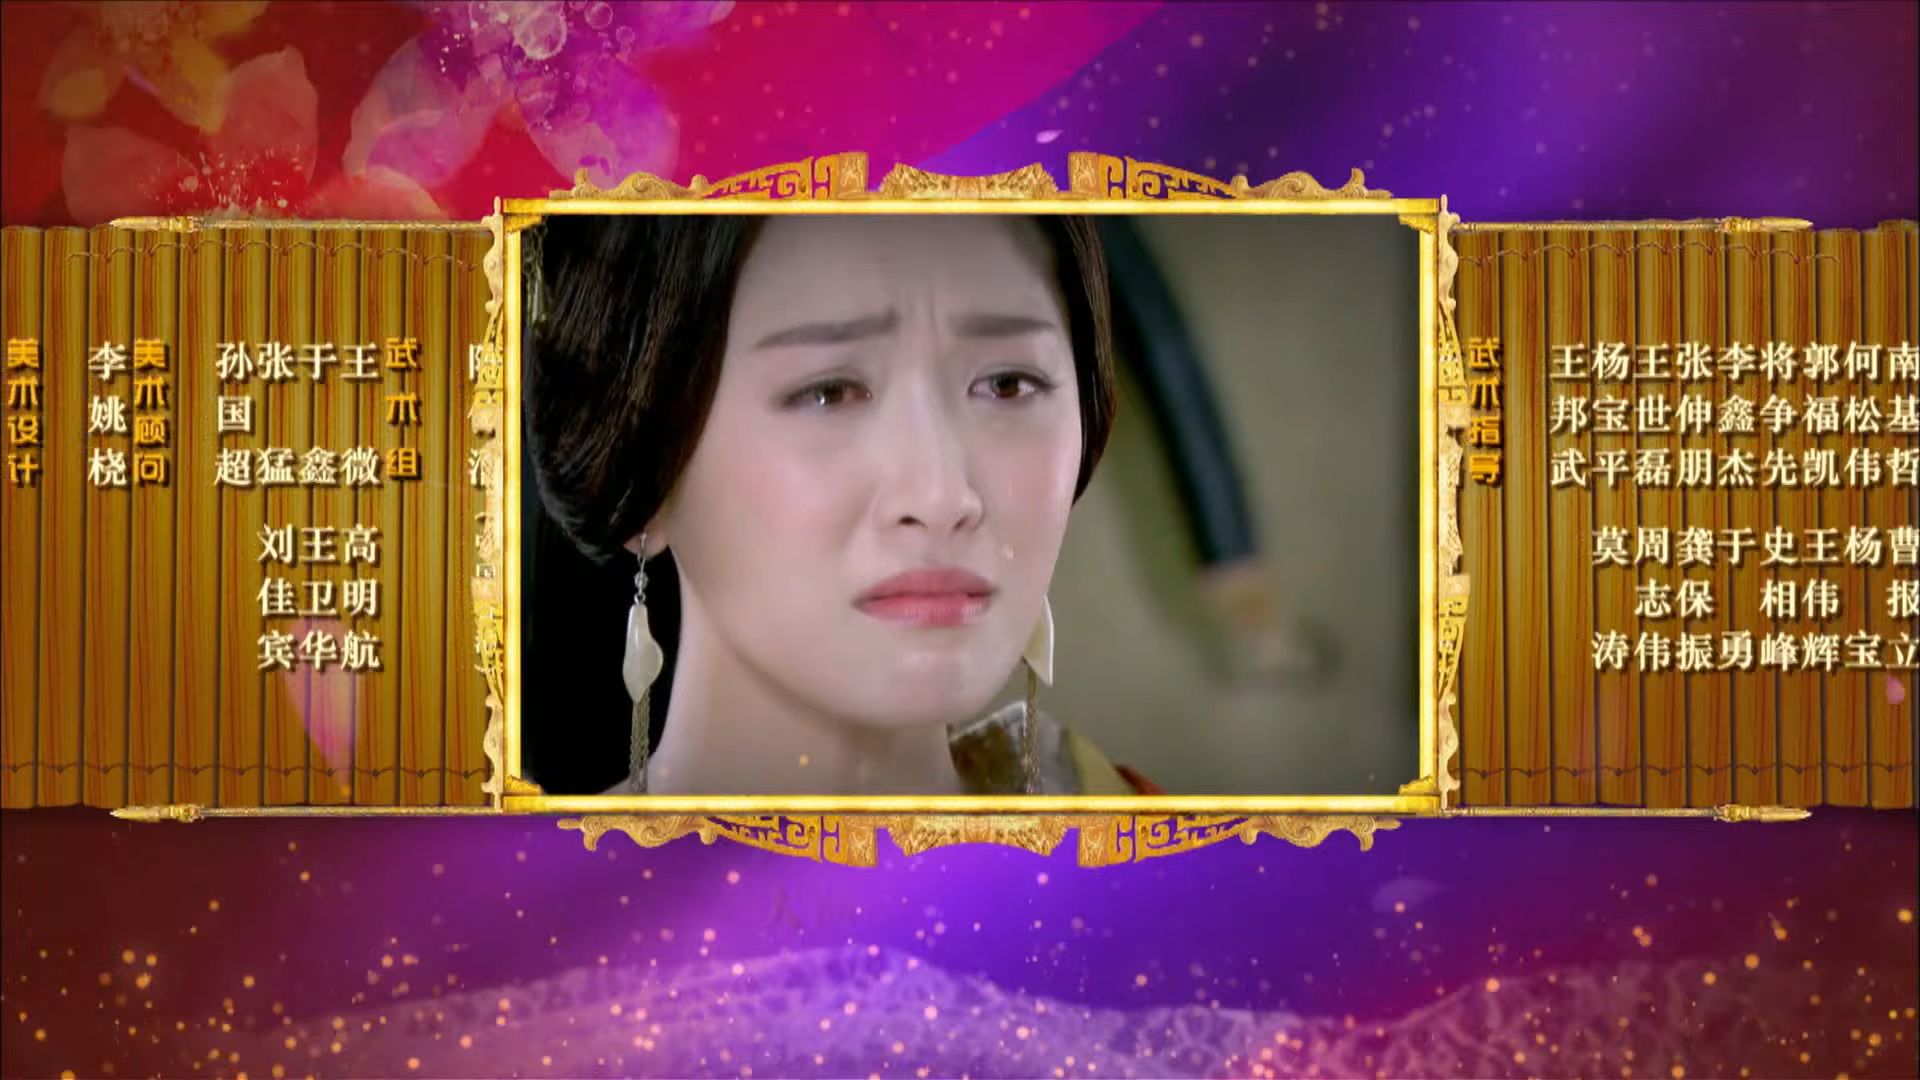 南基哲
何松伟
郭福凯
将争先
李鑫杰
张仲朋
王世磊
杨宝平
王邦武
曹报立
杨宝
王伟辉
史相峰
于勇
龚保振
周志伟
莫涛
武术指导
武术组
王微
于鑫
张猛
孙国超
高明航
王卫华
刘佳宾
美术顾问
李姚桡
美术设计